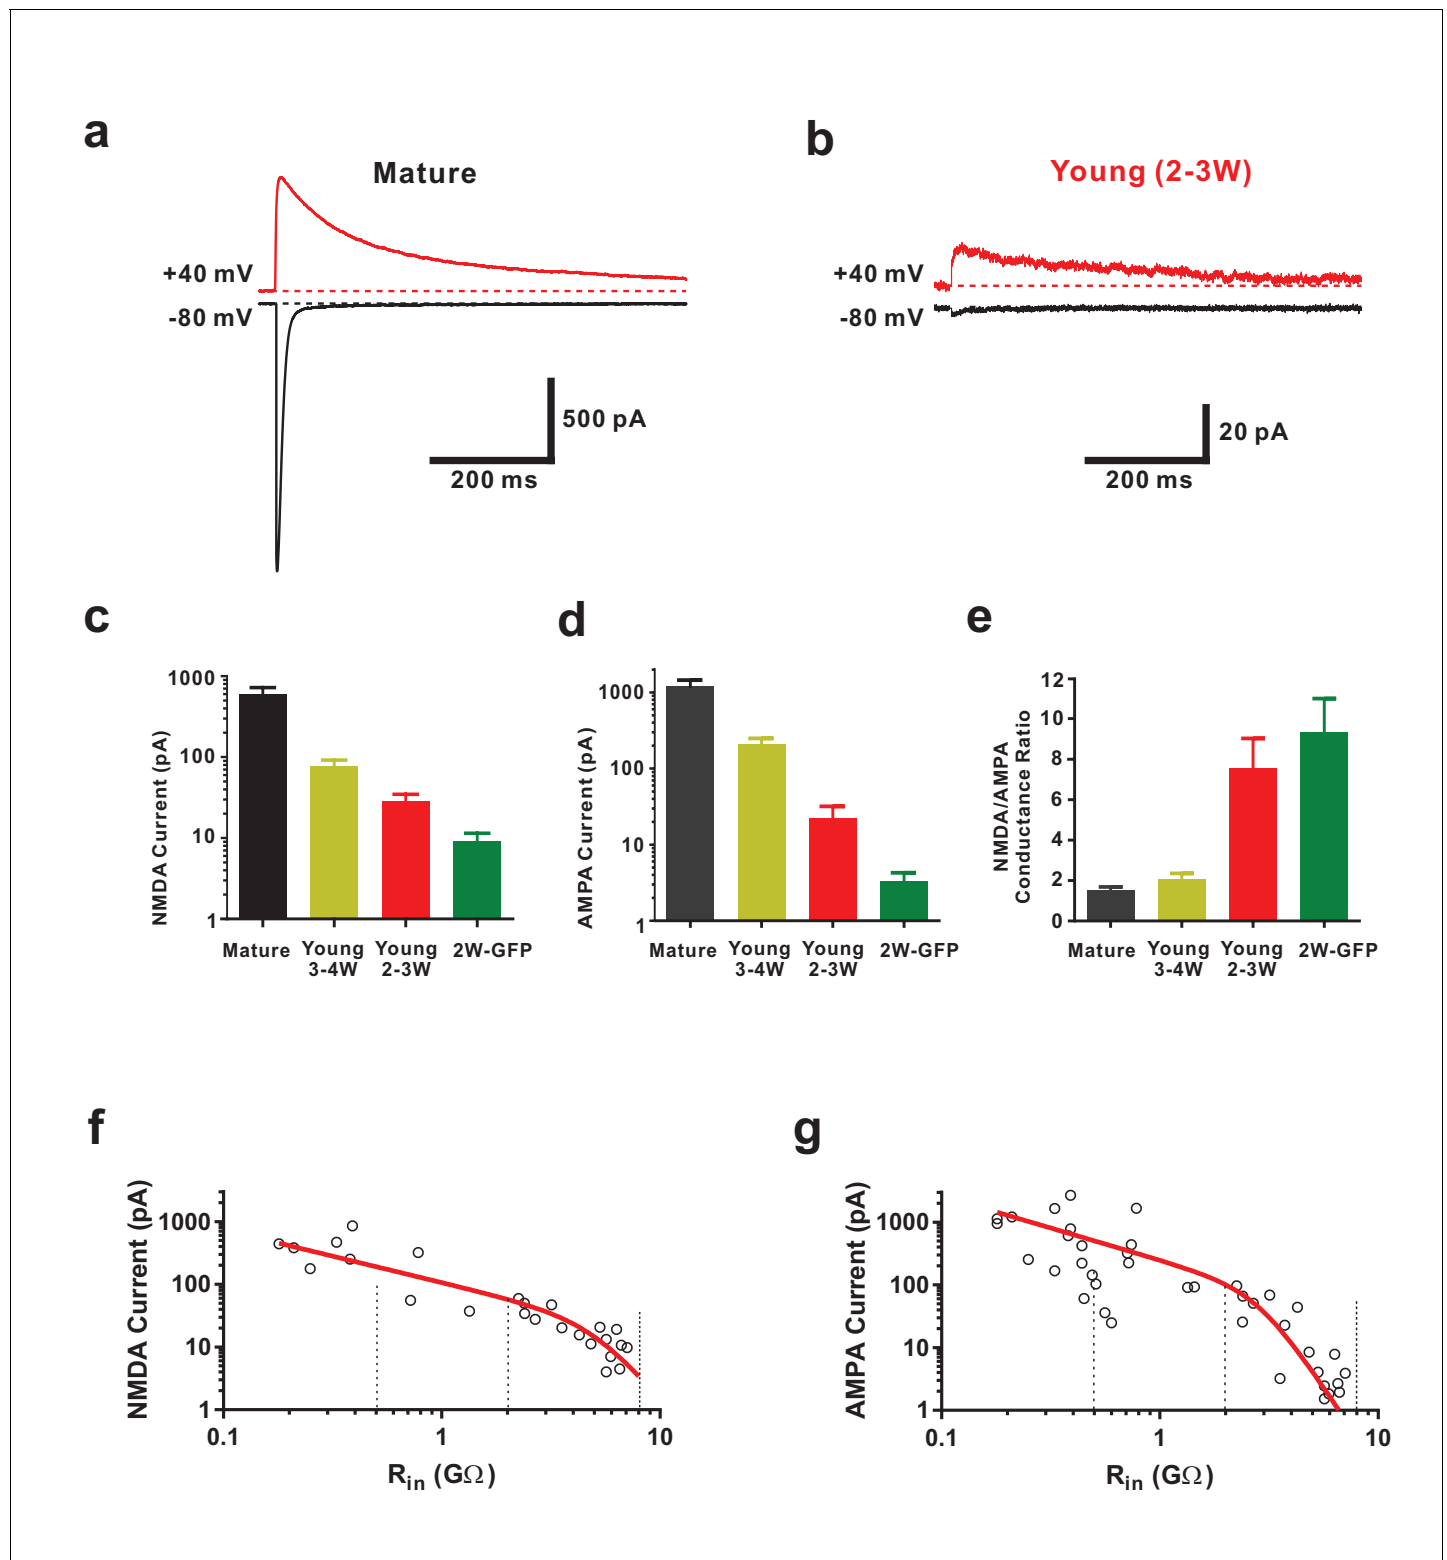 a
Mature
+40 mV
-80 mV
500 pA
200 ms
b
Young (2-3W)
+40 mV
-80 mV
20 pA
200 ms
c
NMDA Current (pA)
1000
100
10
1
Mature
Young
3-4W
Young
2-3W
2W-GFP
d
AMPA Current (pA)
1000
100
10
1
Mature
Young
3-4W
Young
2-3W
2W-GFP
e
NMDA/AMPA
Conductance Ratio
12
10
8
6
4
2
0
Mature
Young
3-4W
Young
2-3W
2W-GFP
f
NMDA Current (pA)
1000
100
10
1
0.1
1
10
Rin (GΩ)
g
AMPA Current (pA)
1000
100
10
1
0.1
1
10
Rin (GΩ)